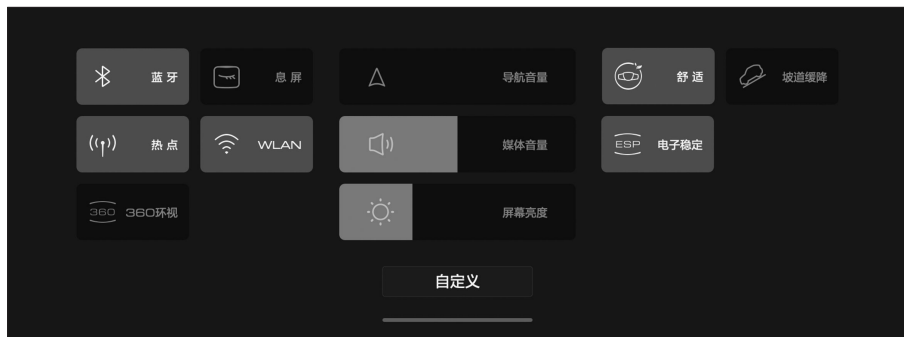 蓝牙
息屏
导航音量
舒适
坡道缓降
热点
WLAN
媒体音量
ESP 电子稳定
360 360环视
屏幕亮度
自定义